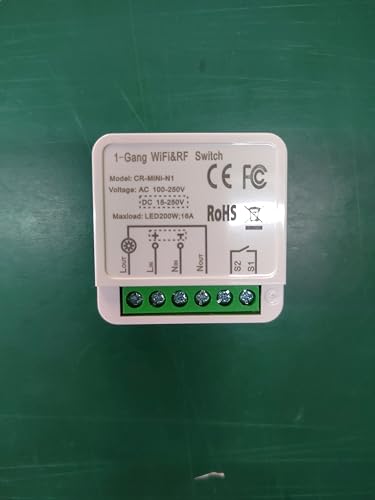 1-Gang WiFi&RF Switch
Model: CR-MINI-N1
Voltage: AC 100-250V
DC 15-250V
Maxload: LED200W;16A
CE FC
RoHS
+ -
LOUT LIN NIN NOUT S2 S1